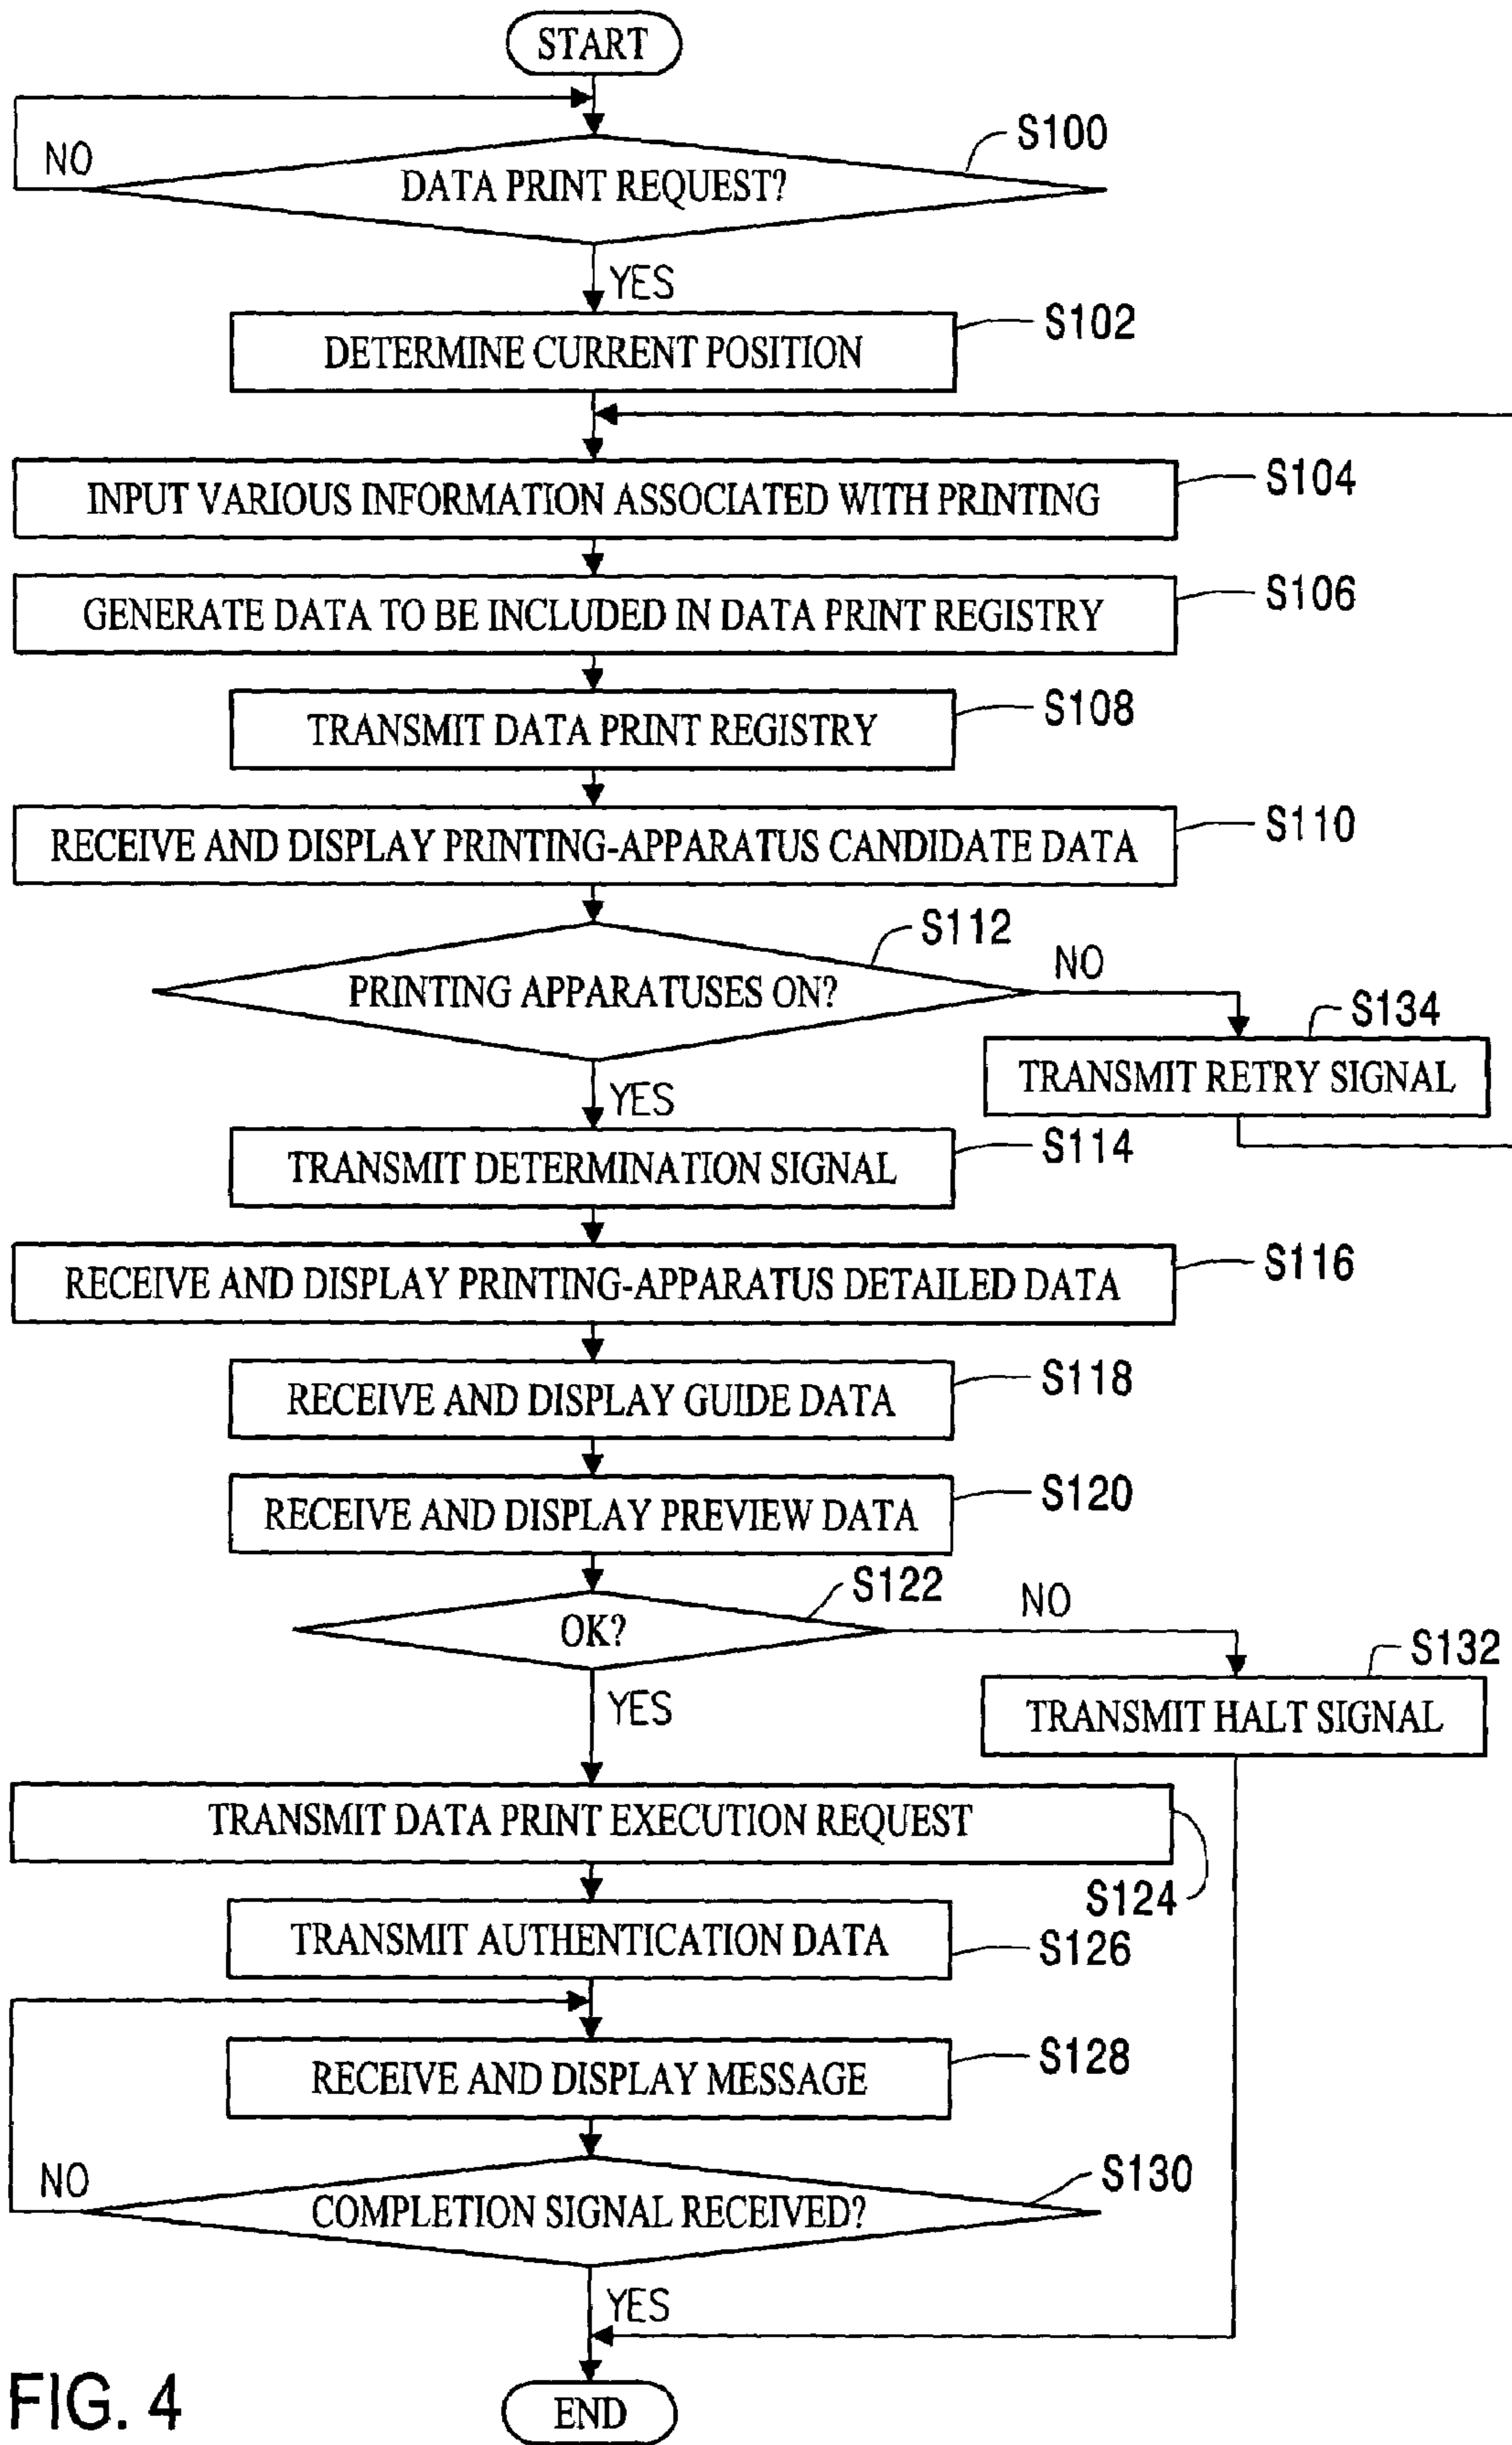 START
NO
S100
DATA PRINT REQUEST?
YES
S102
DETERMINE CURRENT POSITION
S104
INPUT VARIOUS INFORMATION ASSOCIATED WITH PRINTING
S106
GENERATE DATA TO BE INCLUDED IN DATA PRINT REGISTRY
S108
TRANSMIT DATA PRINT REGISTRY
S110
RECEIVE AND DISPLAY PRINTING-APPARATUS CANDIDATE DATA
S112
PRINTING APPARATUSES ON?
NO
S134
TRANSMIT RETRY SIGNAL
YES
S114
TRANSMIT DETERMINATION SIGNAL
S116
RECEIVE AND DISPLAY PRINTING-APPARATUS DETAILED DATA
S118
RECEIVE AND DISPLAY GUIDE DATA
S120
RECEIVE AND DISPLAY PREVIEW DATA
S122
OK?
NO
S132
TRANSMIT HALT SIGNAL
YES
TRANSMIT DATA PRINT EXECUTION REQUEST
S124
TRANSMIT AUTHENTICATION DATA
S126
S128
RECEIVE AND DISPLAY MESSAGE
NO
S130
COMPLETION SIGNAL RECEIVED?
YES
END
FIG. 4